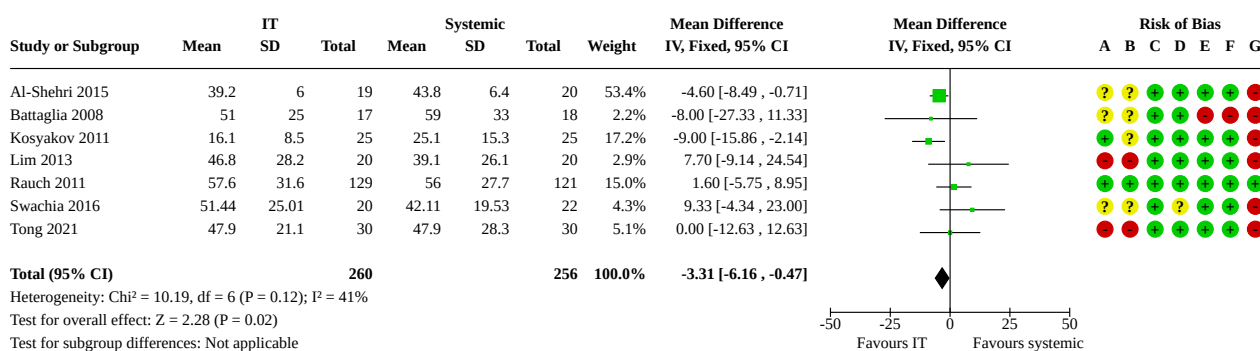 IT Systemic Mean Difference Mean Difference Risk of Bias
Study or Subgroup Mean SD Total Mean SD Total Weight IV, Fixed, 95% CI IV, Fixed, 95% CI A B C D E F G
Al-Shehri 2015 39.2 6 19 43.8 6.4 20 53.4% -4.60 [-8.49 , -0.71] ? ? + + + + -
Battaglia 2008 51 25 17 59 33 18 2.2% -8.00 [-27.33 , 11.33] ? ? + + - - -
Kosyakov 2011 16.1 8.5 25 25.1 15.3 25 17.2% -9.00 [-15.86 , -2.14] + ? + + + + -
Lim 2013 46.8 28.2 20 39.1 26.1 20 2.9% 7.70 [-9.14 , 24.54] - - + + + + -
Rauch 2011 57.6 31.6 129 56 27.7 121 15.0% 1.60 [-5.75 , 8.95] + + + + + + +
Swachia 2016 51.44 25.01 20 42.11 19.53 22 4.3% 9.33 [-4.34 , 23.00] ? ? + ? + + -
Tong 2021 47.9 21.1 30 47.9 28.3 30 5.1% 0.00 [-12.63 , 12.63] - - + + + + -
Total (95% CI) 260 256 100.0% -3.31 [-6.16 , -0.47]
Heterogeneity: Chi² = 10.19, df = 6 (P = 0.12); I² = 41%
Test for overall effect: Z = 2.28 (P = 0.02)
-50 -25 0 25 50
Test for subgroup differences: Not applicable Favours IT Favours systemic